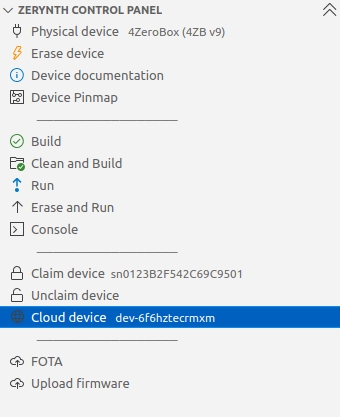 ZERYNTH CONTROL PANEL
Physical device 4ZeroBox (4ZB v9)
Erase device
Device documentation
Device Pinmap
Build
Clean and Build
Run
Erase and Run
Console
Claim device sn0123B2F542C69C9501
Unclaim device
Cloud device dev-6f6hztecrmxm
FOTA
Upload firmware